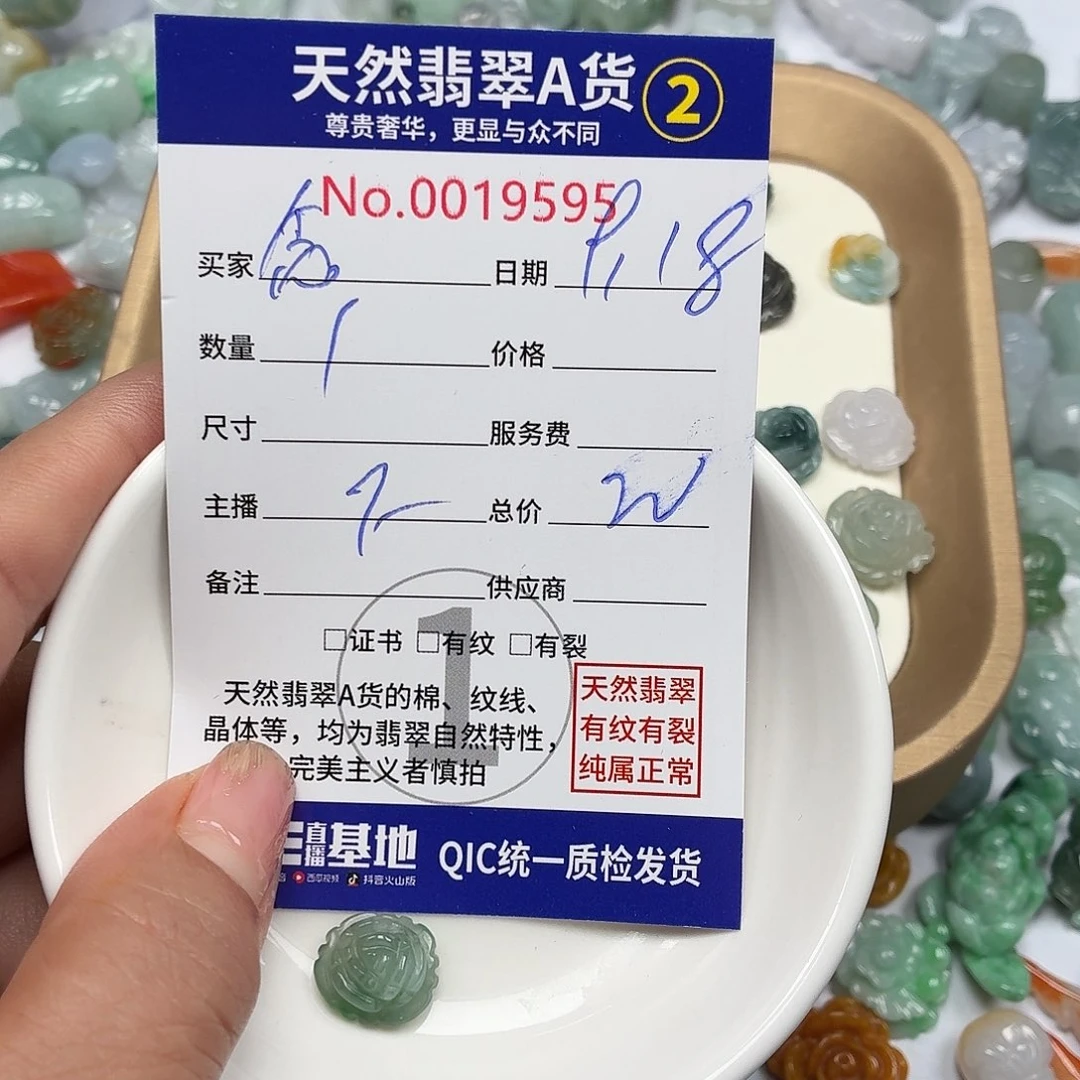 天然翡翠A货 ②
尊贵奢华，更显与众不同
No.0019595
买家 日期 9.18
数量 1 价格
尺寸 服务费
主播 总价
备注 供应商
1
□证书 □有纹 □有裂
天然翡翠A货的棉、纹线、
晶体等，均为翡翠自然特性，
完美主义者慎拍
天然翡翠
有纹有裂
纯属正常
直播基地
西瓜视频 抖音火山版
QIC统一质检发货